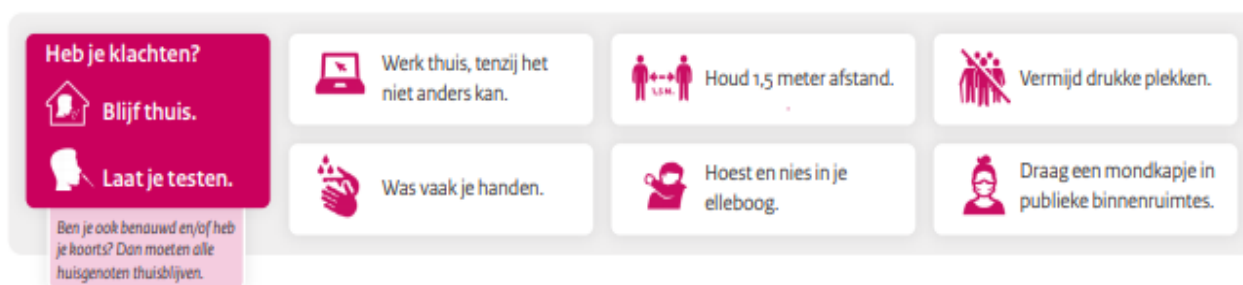 Heb je klachten?
Blijf thuis.
Laat je testen.
Ben je ook benauwd en/of heb
je koorts? Dan moeten alle
huisgenoten thuisblijven.
Werk thuis, tenzij het
niet anders kan.
1,5 M.
Houd 1,5 meter afstand.
Vermijd drukke plekken.
Was vaak je handen.
Hoest en nies in je
elleboog.
Draag een mondkapje in
publieke binnenruimtes.